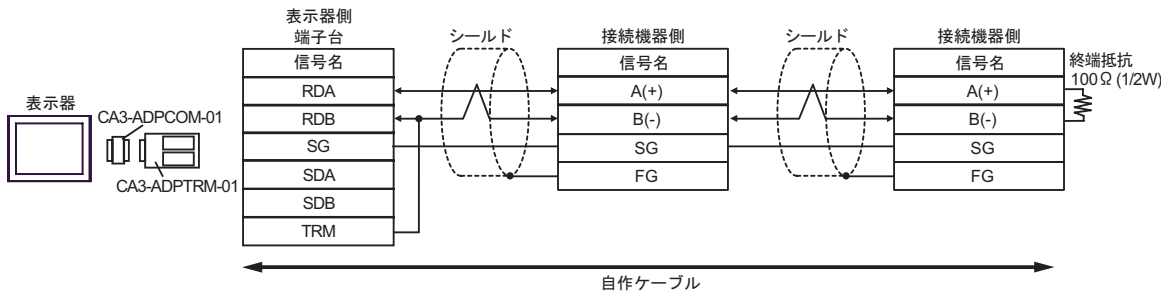 表示器
CA3-ADPCOM-01
CA3-ADPTRM-01
表示器側
端子台
信号名
RDA
RDB
SG
SDA
SDB
TRM
シールド
接続機器側
信号名
A(+)
B(-)
SG
FG
シールド
接続機器側
信号名
A(+)
B(-)
SG
FG
終端抵抗
100Ω (1/2W)
自作ケーブル